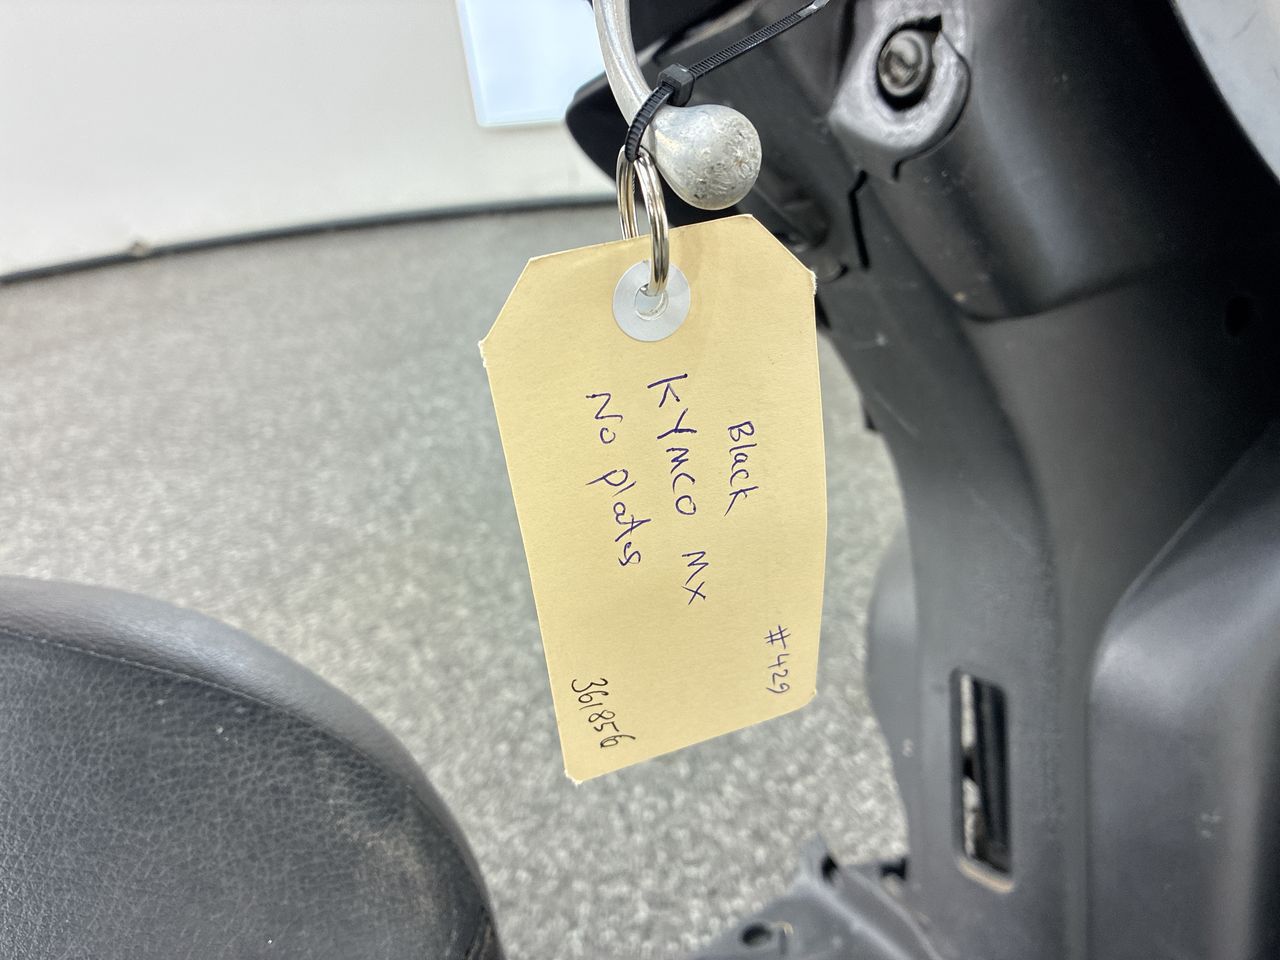 Black
KYMCO MX
No plates
#429
361856